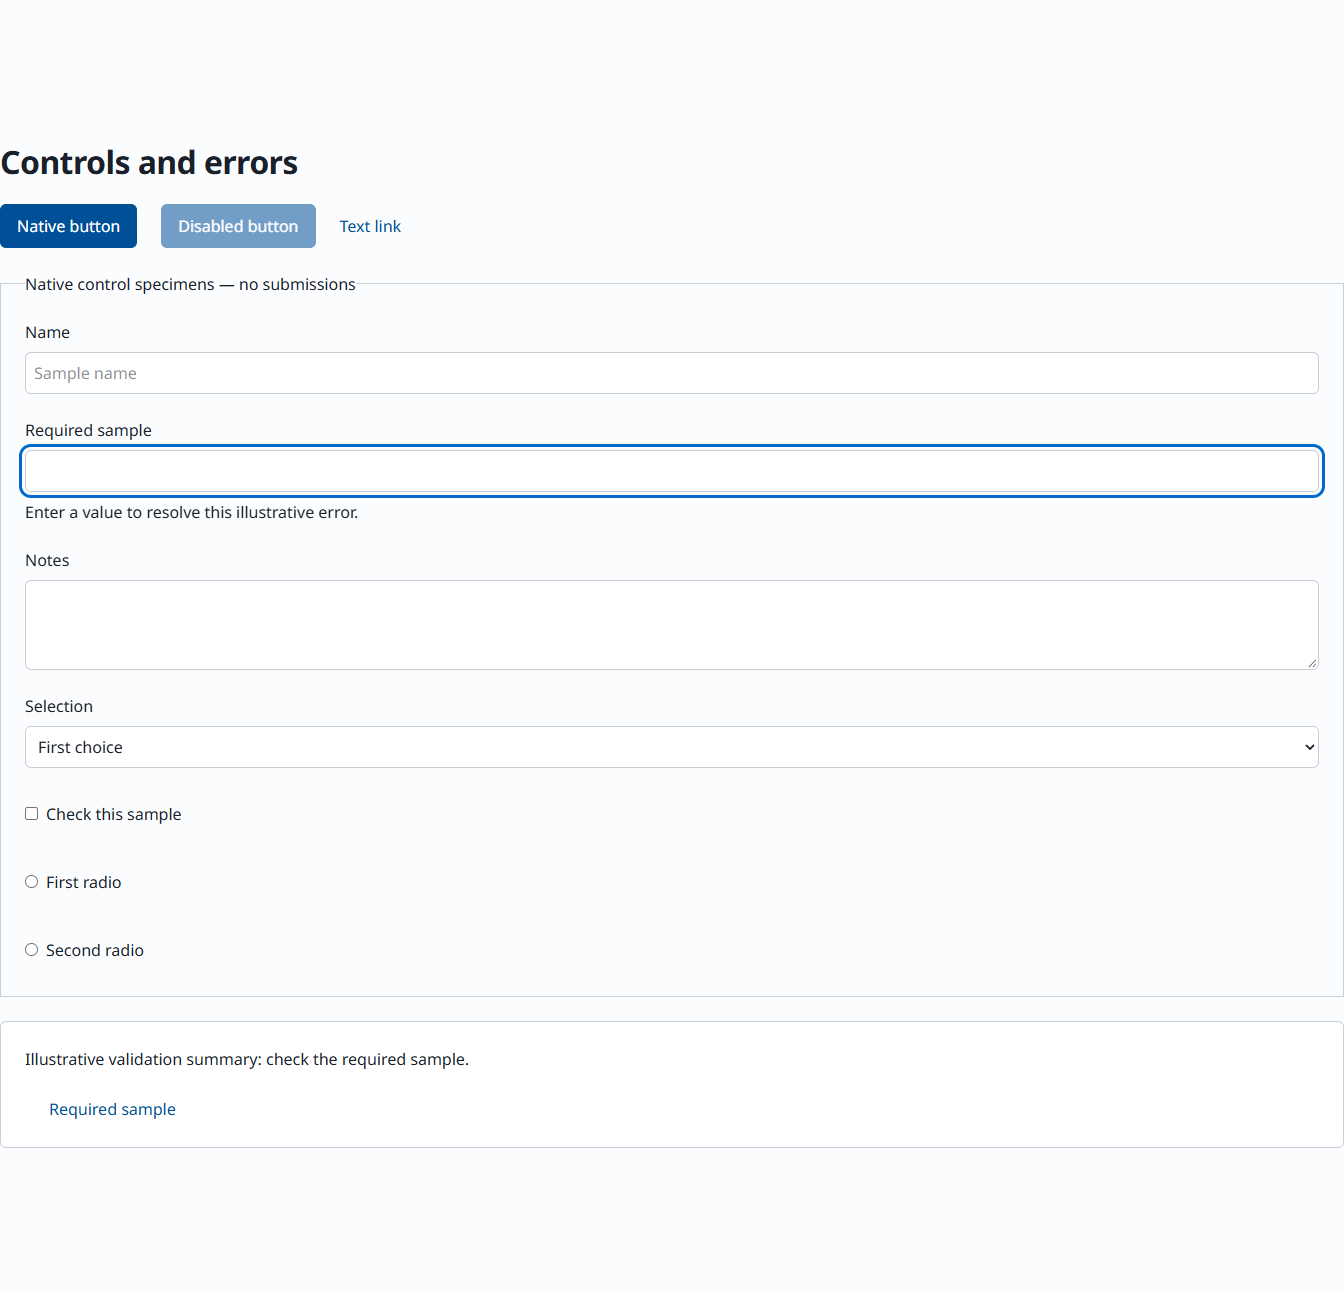 Controls and errors
Native button
Disabled button
Text link
Native control specimens — no submissions
Name
Sample name
Required sample
Enter a value to resolve this illustrative error.
Notes
Selection
First choice
Check this sample
First radio
Second radio
Illustrative validation summary: check the required sample.
Required sample